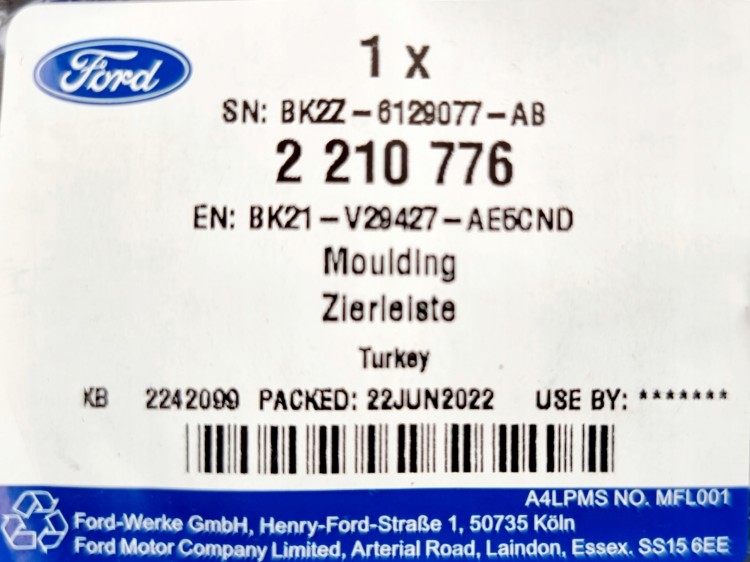 Ford
1 x
SN: BK2Z-6129077-AB
2 210 776
EN: BK21-V29427-AE5CND
Moulding
Zierleiste
Turkey
KB 2242099 PACKED: 22JUN2022 USE BY: *******
A4LPMS NO. MFL001
Ford-Werke GmbH, Henry-Ford-Straße 1, 50735 Köln
Ford Motor Company Limited, Arterial Road, Laindon, Essex. SS15 6EE